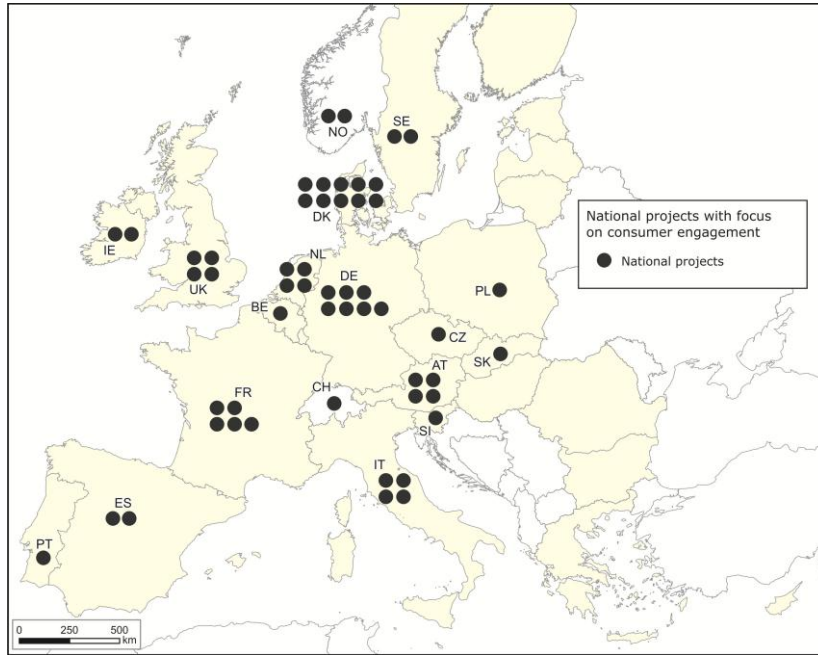 NO
SE
DK
IE
UK
NL
BE
DE
PL
CZ
SK
AT
CH
SI
FR
IT
ES
PT
National projects with focus
on consumer engagement
National projects
0 250 500
km